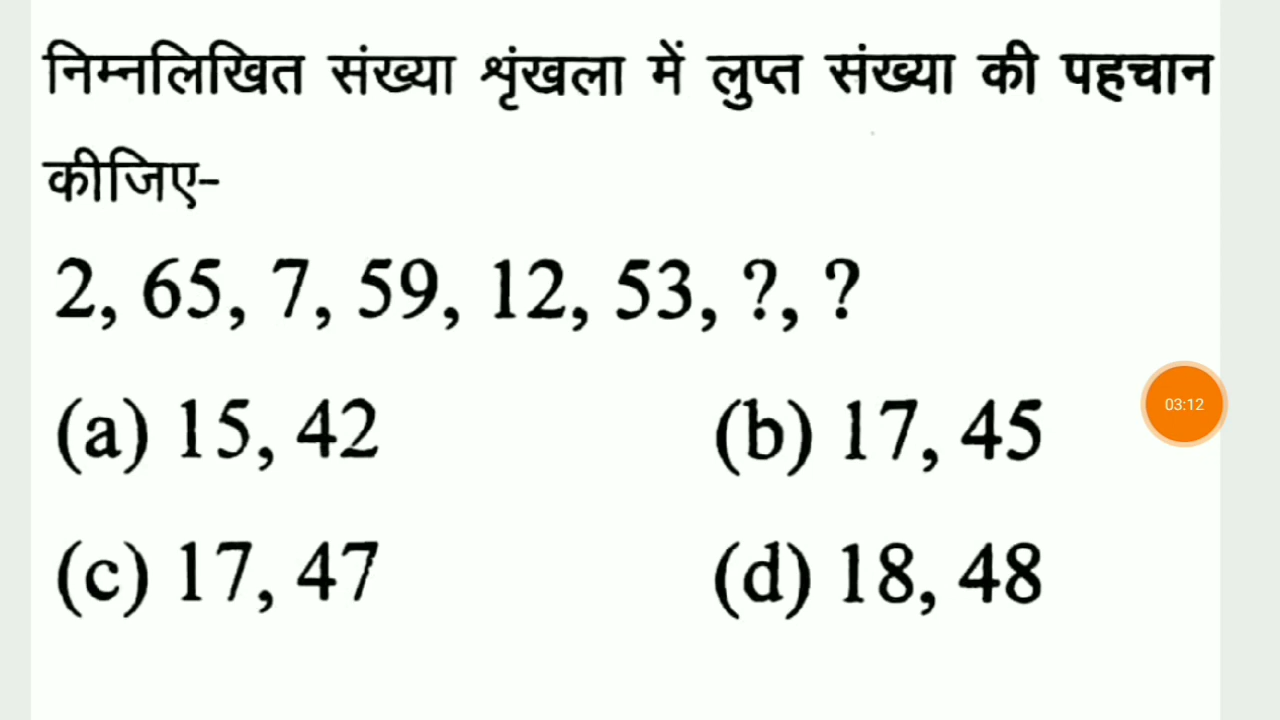 निम्नलिखित संख्या शृंखला में लुप्त संख्या की पहचान
कीजिए-
2, 65, 7, 59, 12, 53, ?, ?
(a) 15, 42 (b) 17, 45
03:12
(c) 17, 47 (d) 18, 48